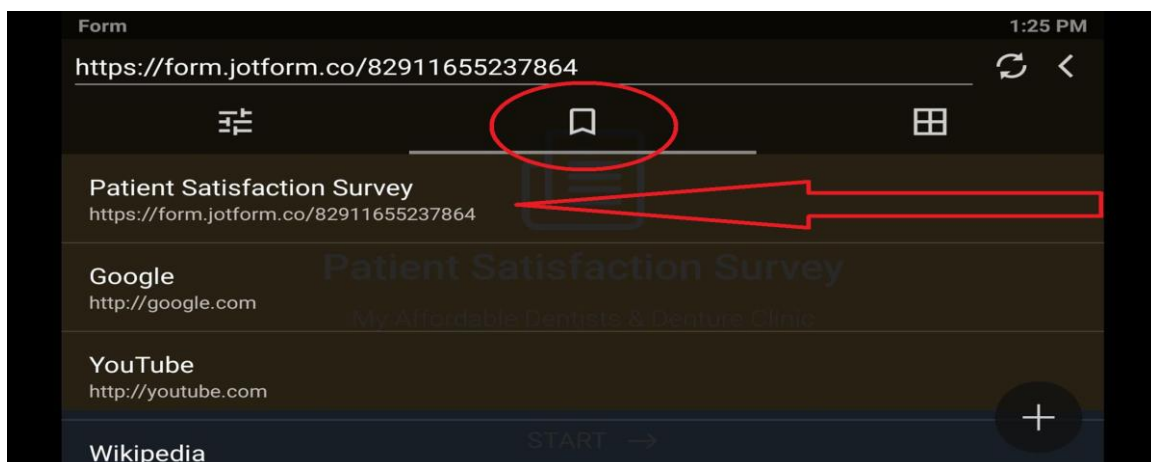 Form 1:25 PM
https://form.jotform.co/82911655237864
Patient Satisfaction Survey
https://form.jotform.co/82911655237864
Google
http://google.com
Patient Satisfaction Survey
My Affordable Dentists & Denture Clinic
YouTube
http://youtube.com
START →
Wikipedia